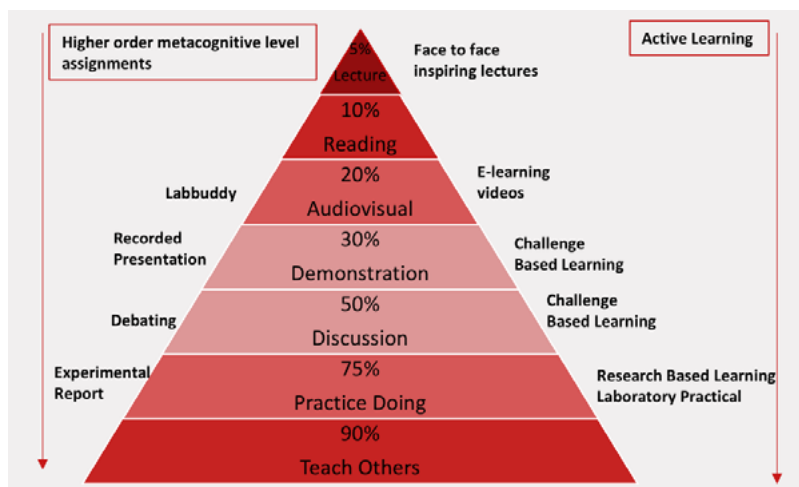 Higher order metacognitive level
assignments
Active Learning
5%
Lecture
Face to face
inspiring lectures
10%
Reading
20%
Audiovisual
Labbuddy
E-learning
videos
30%
Demonstration
Recorded
Presentation
Challenge
Based Learning
50%
Discussion
Debating
Challenge
Based Learning
75%
Practice Doing
Experimental
Report
Research Based Learning
Laboratory Practical
90%
Teach Others